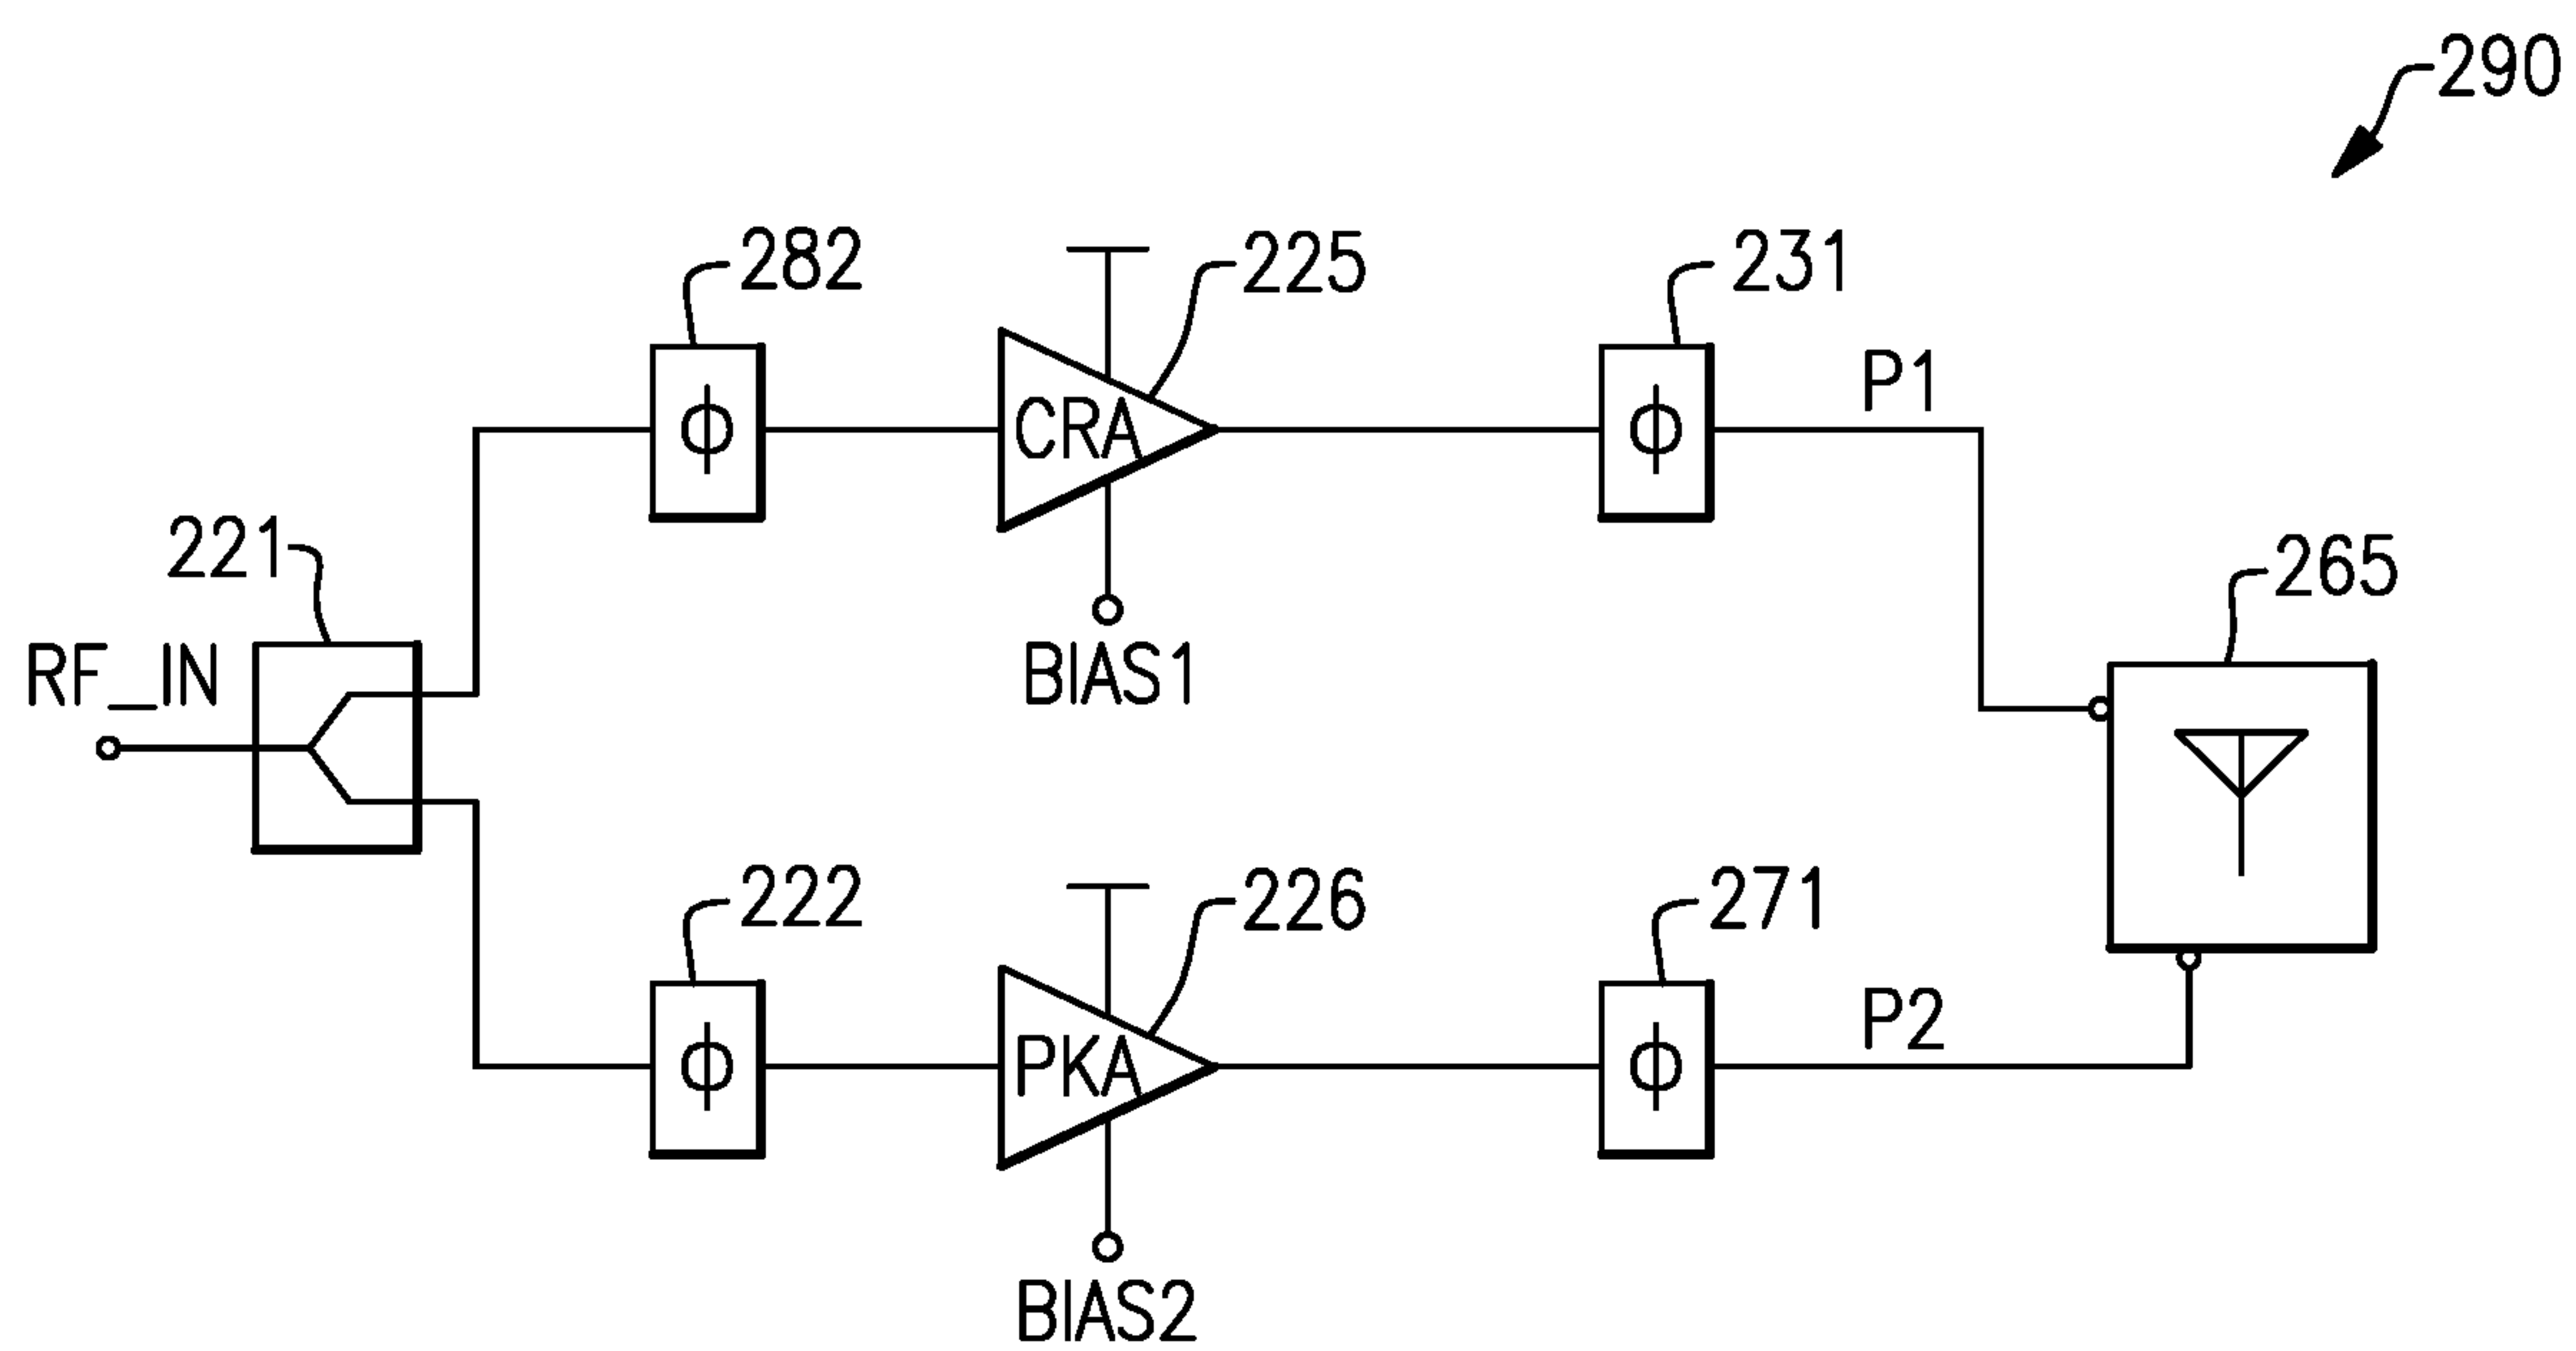 290
282
225
231
Φ
CRA
Φ
P1
221
RF_IN
BIAS1
265
222
226
271
Φ
PKA
Φ
P2
BIAS2